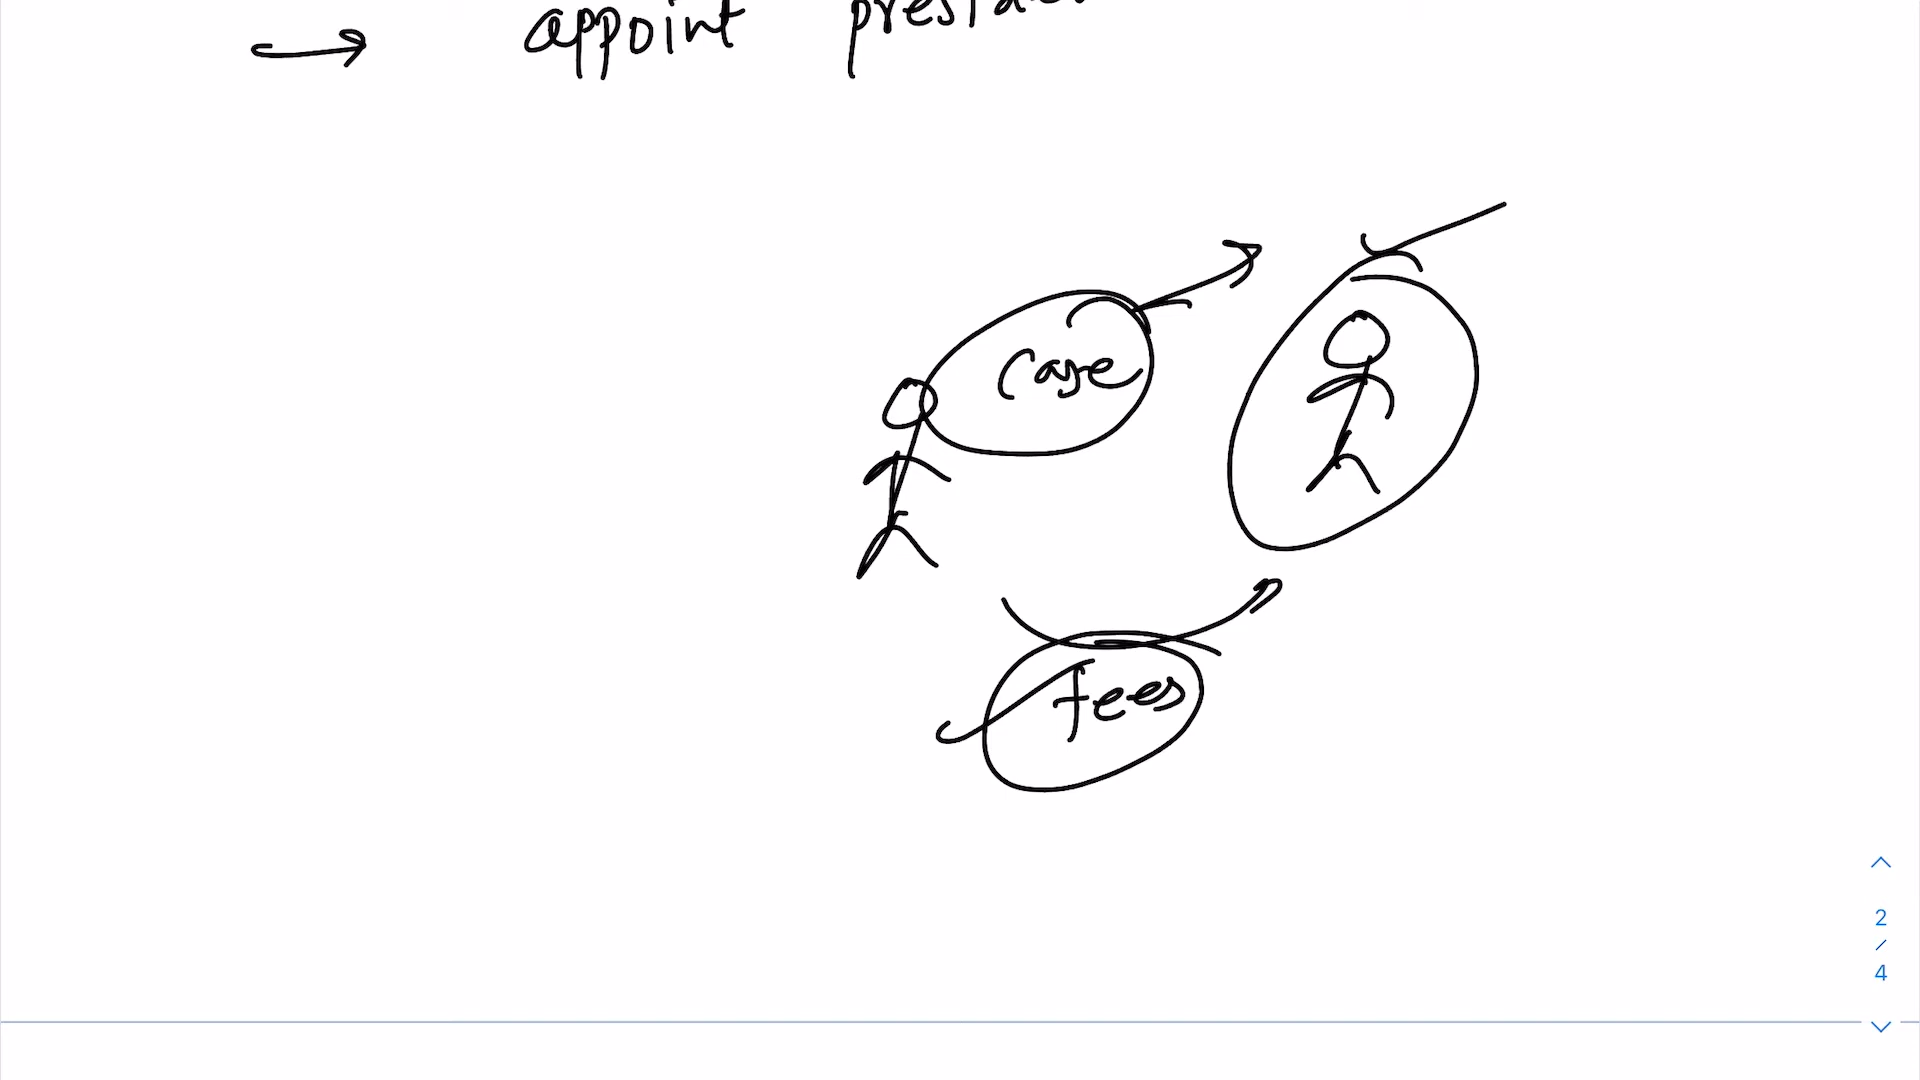 → appoint
case
fees
2
/
4